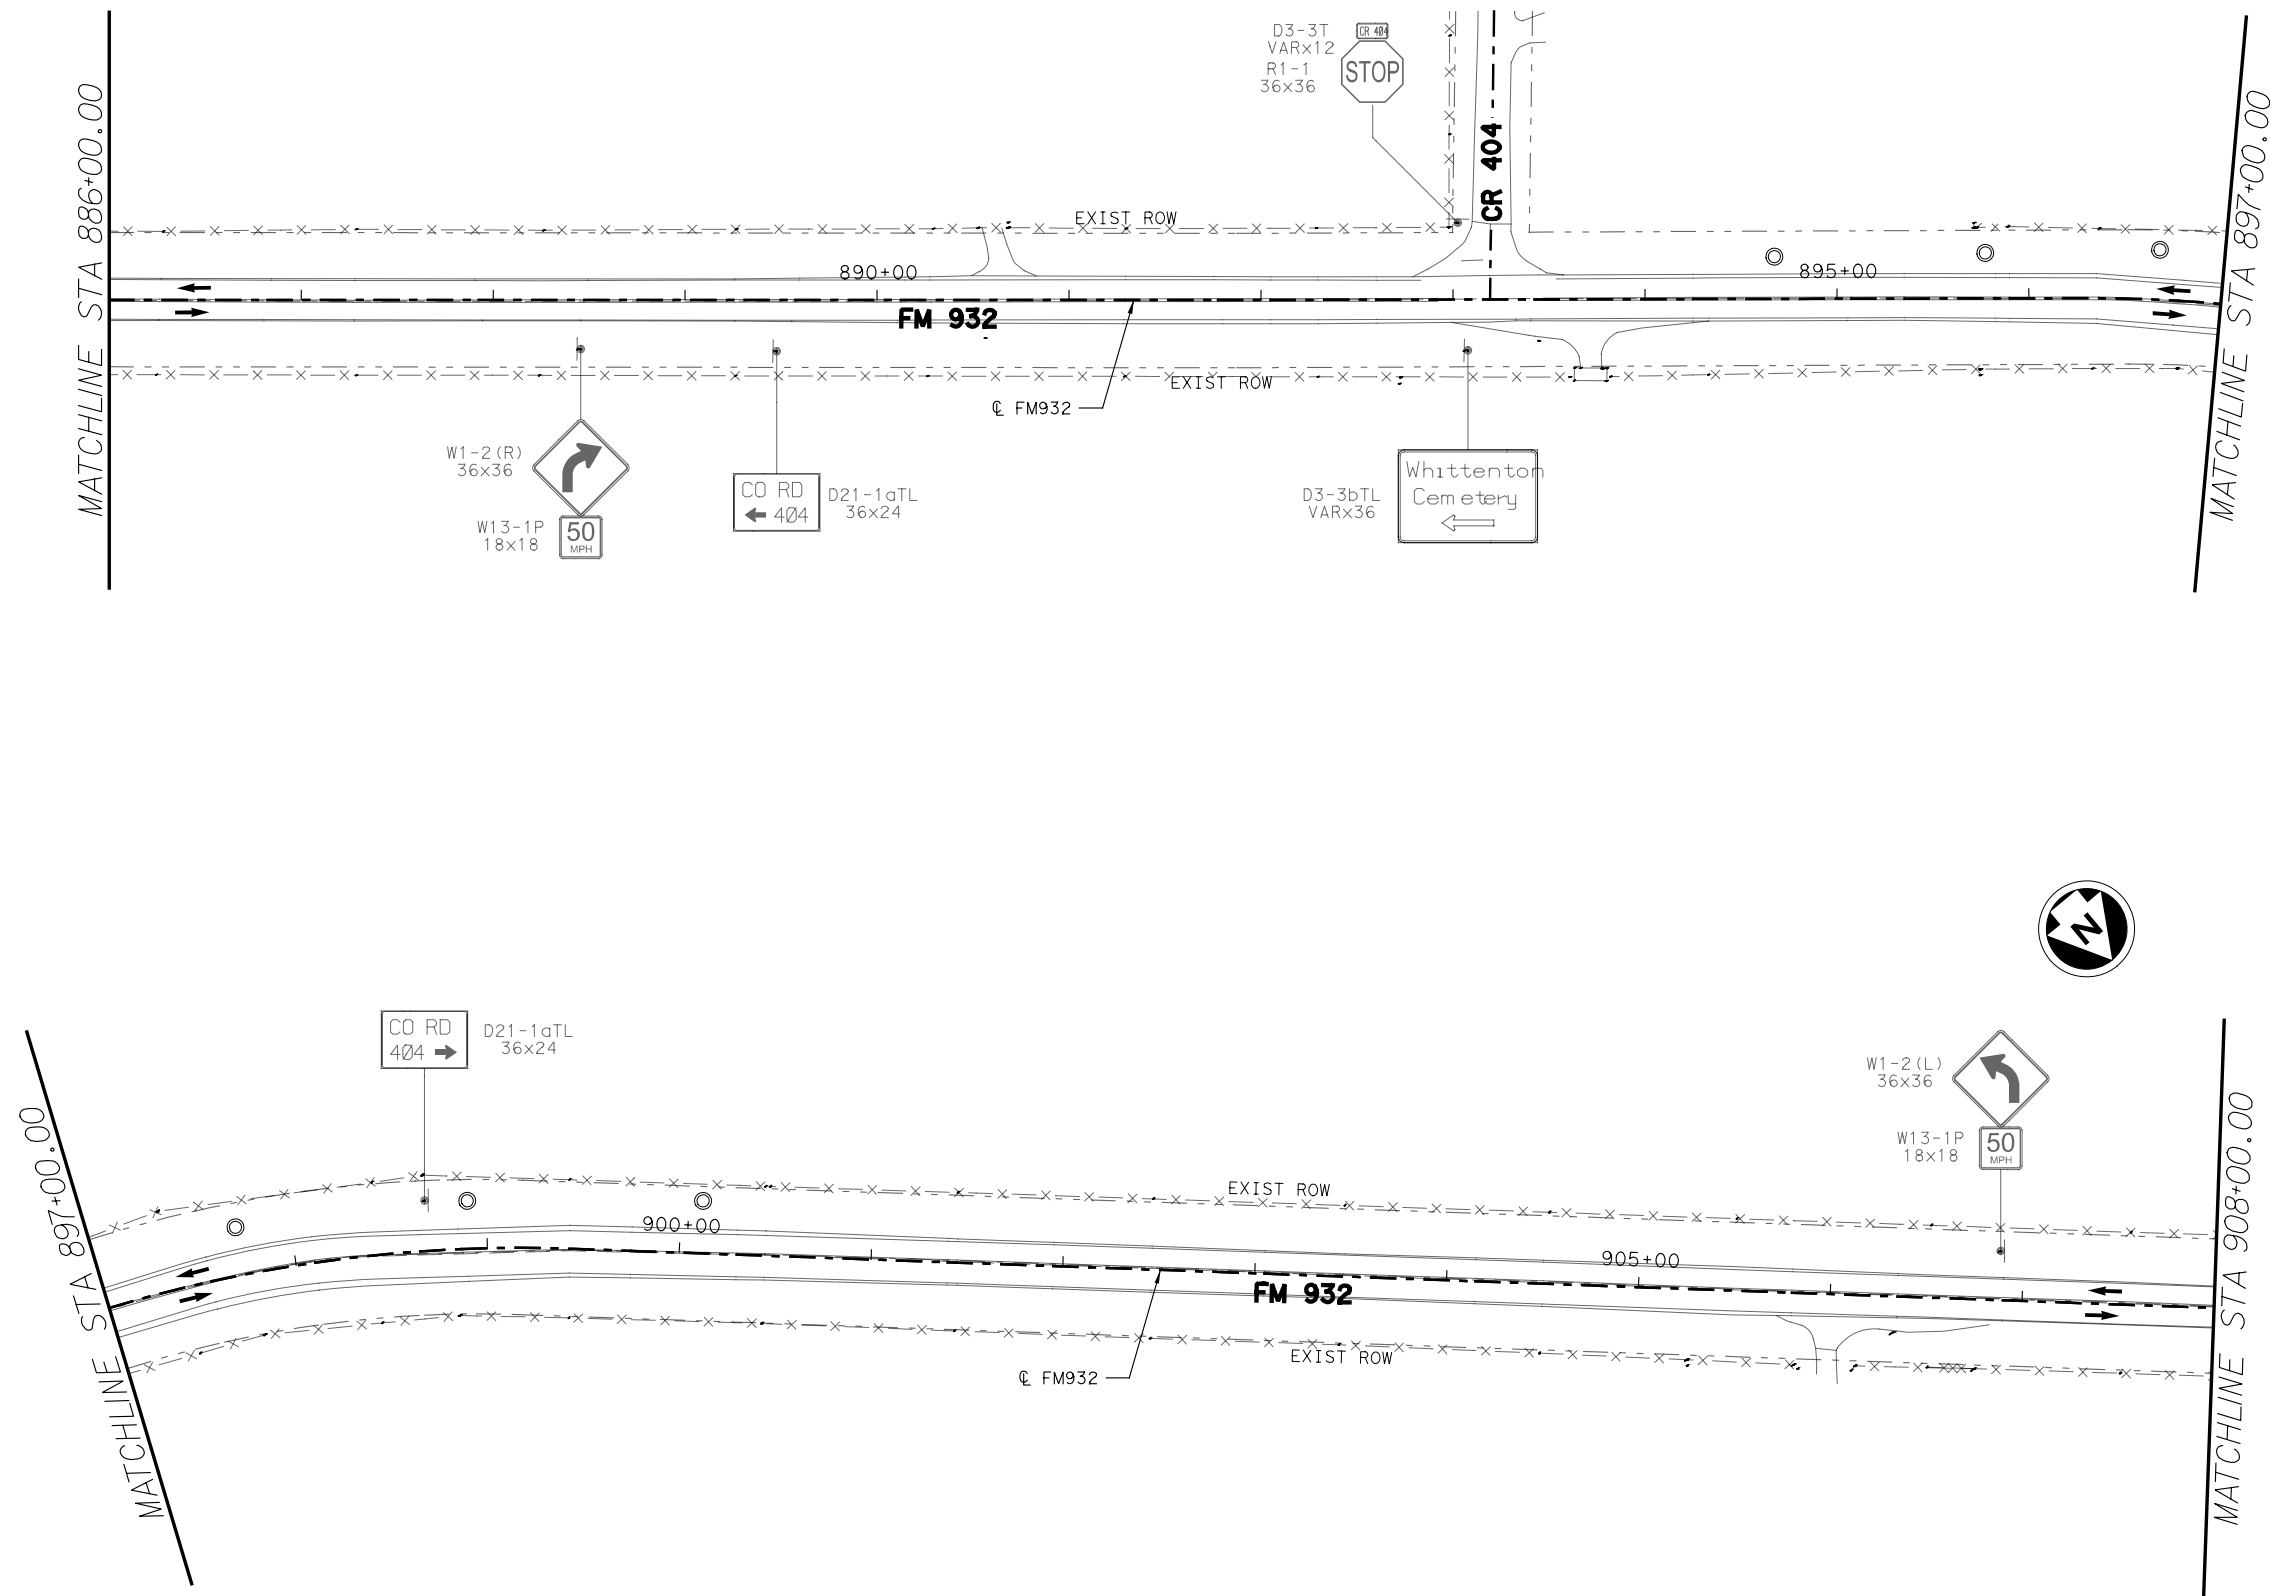 MATCHLINE STA 886+00.00
D3-3T
VARx12
R1-1
36x36
CR 404
STOP
CR 404
MATCHLINE STA 897+00.00
EXIST ROW
890+00
895+00
FM 932
EXIST ROW
℄ FM932
W1-2(R)
36x36
W13-1P
18x18
50
MPH
CO RD
← 404
D21-1aTL
36x24
D3-3bTL
VARx36
Whittenton
Cemetery
N
MATCHLINE STA 897+00.00
CO RD
404 →
D21-1aTL
36x24
W1-2(L)
36x36
W13-1P
18x18
50
MPH
EXIST ROW
900+00
905+00
FM 932
EXIST ROW
℄ FM932
MATCHLINE STA 908+00.00